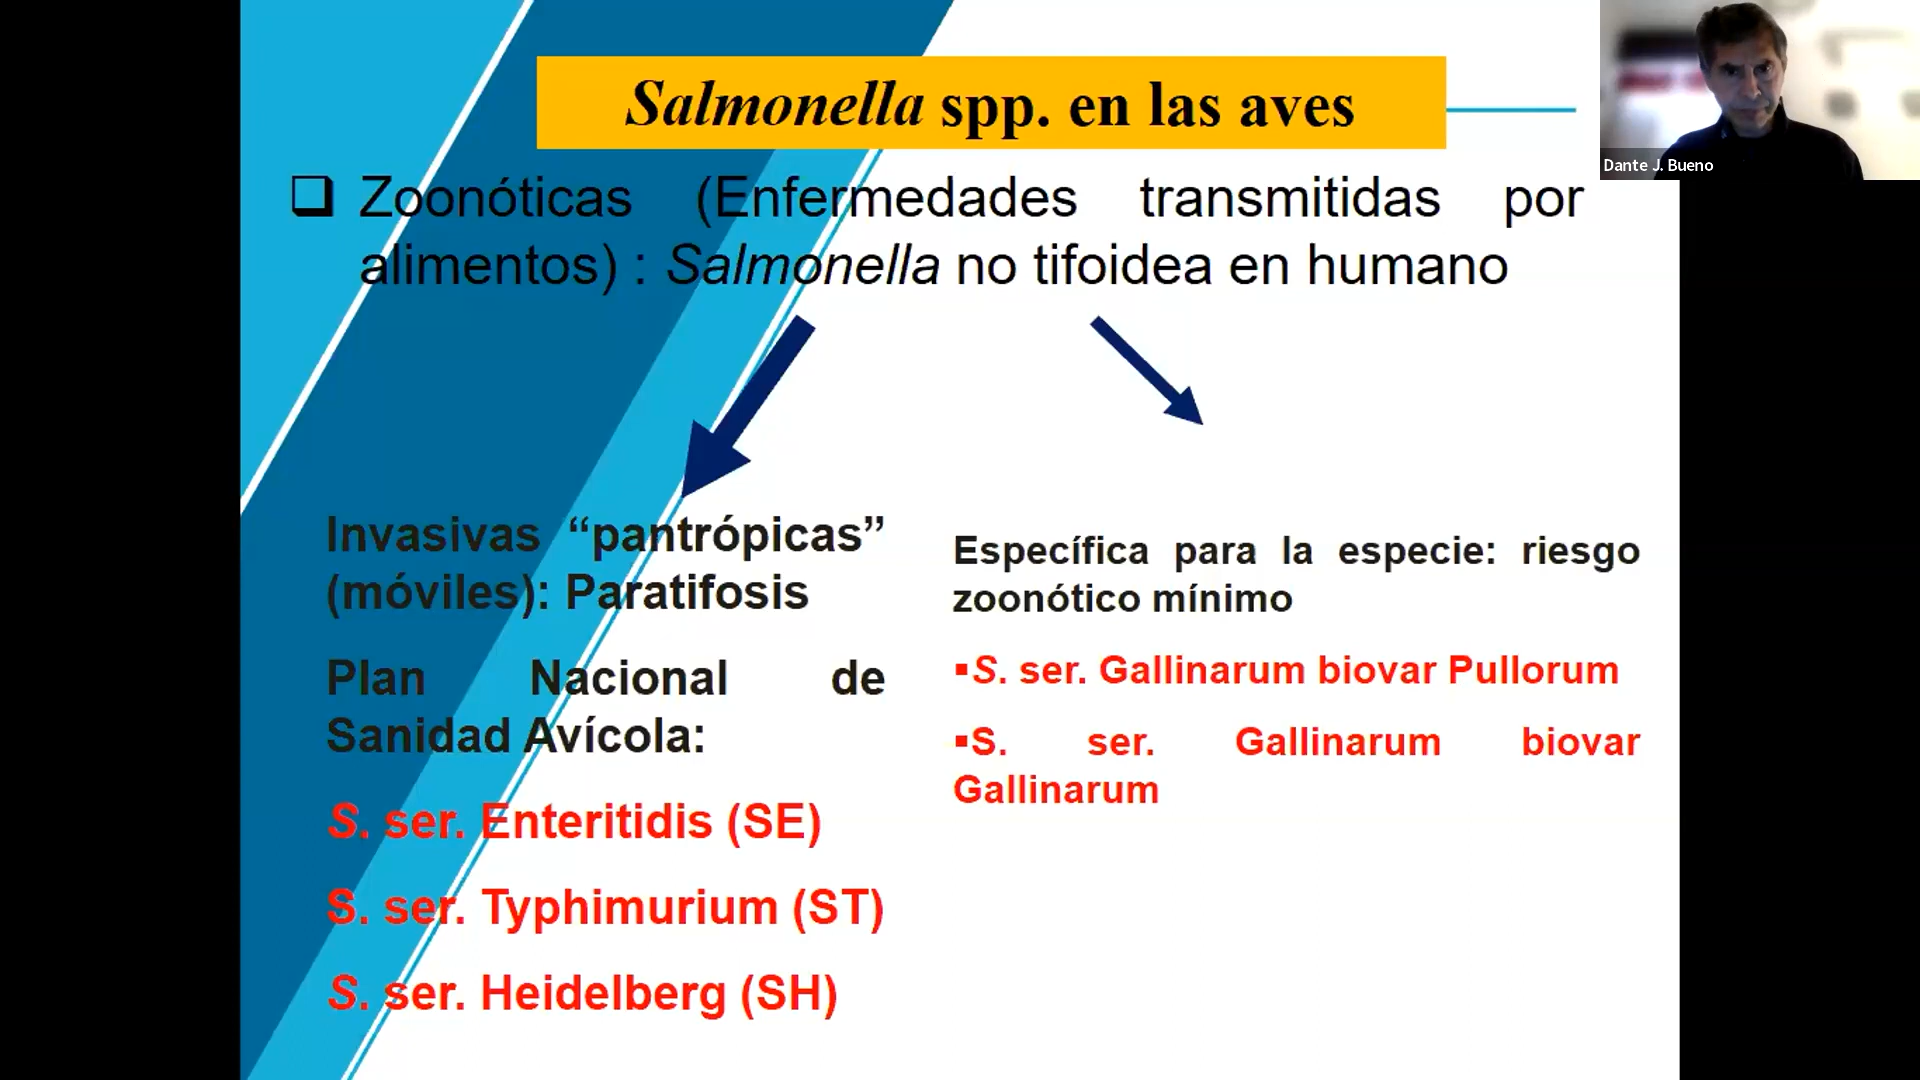 Salmonella spp. en las aves
❑ Zoonóticas (Enfermedades transmitidas por
alimentos) : Salmonella no tifoidea en humano
Invasivas “pantrópicas”
(móviles): Paratifosis
Plan Nacional de
Sanidad Avícola:
S. ser. Enteritidis (SE)
S. ser. Typhimurium (ST)
S. ser. Heidelberg (SH)
Específica para la especie: riesgo
zoonótico mínimo
▪S. ser. Gallinarum biovar Pullorum
▪S. ser. Gallinarum biovar
Gallinarum
Dante J. Bueno